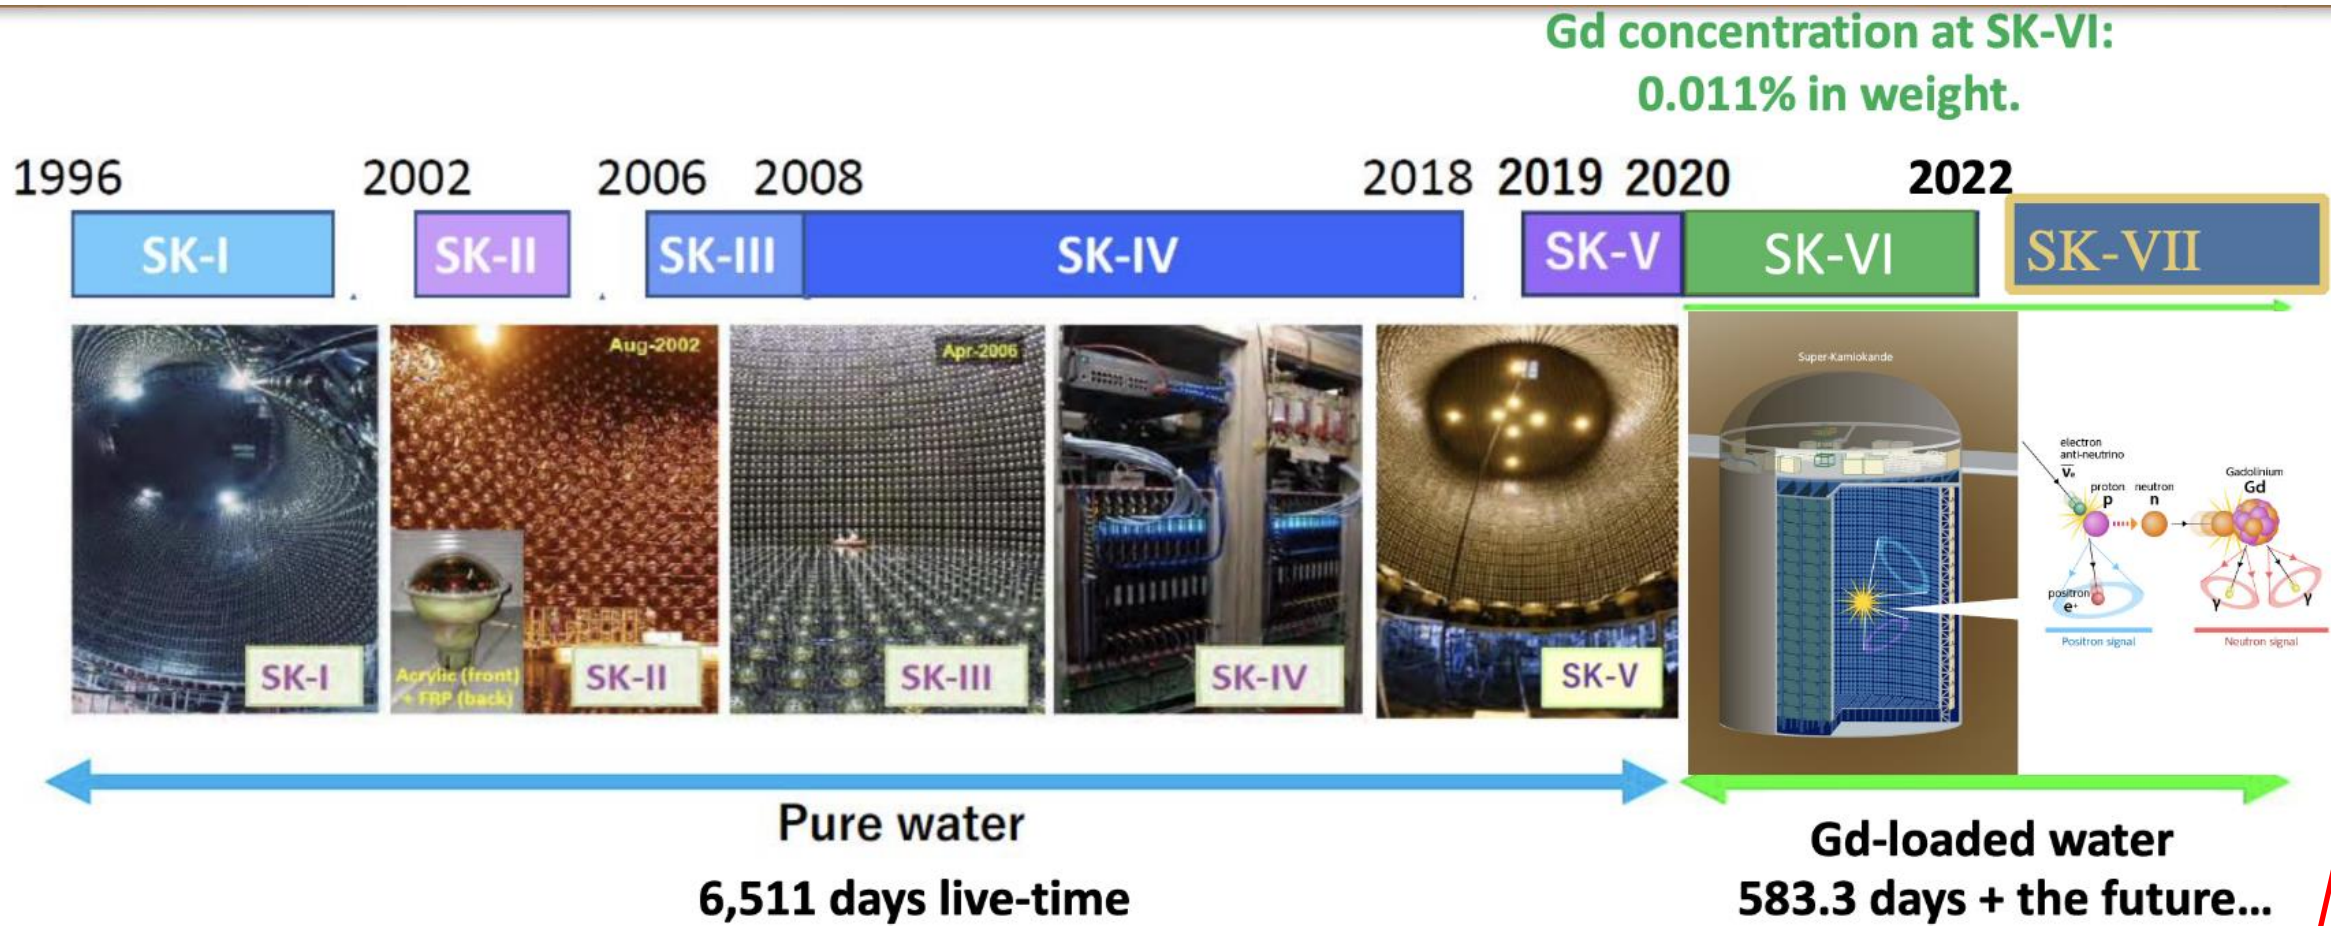 Gd concentration at SK-VI:
0.011% in weight.
1996 2002 2006 2008 2018 2019 2020 2022
SK-I SK-II SK-III SK-IV SK-V SK-VI SK-VII
Aug-2002
Apr-2006
Acrylic (front)
+ FRP (back)
SK-I SK-II SK-III SK-IV SK-V
Super-Kamiokande
electron
anti-neutrino
ν̅e
proton
p
neutron
n
Gadolinium
Gd
positron
e+
γ γ
Positron signal
Neutron signal
Pure water
6,511 days live-time
Gd-loaded water
583.3 days + the future...